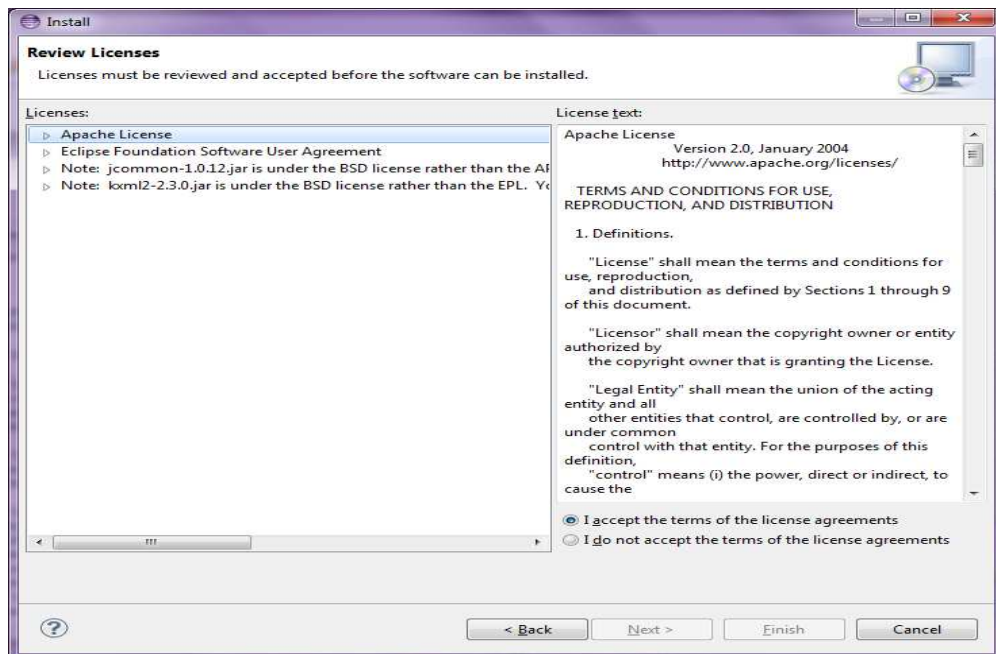 Install
Review Licenses
Licenses must be reviewed and accepted before the software can be installed.
Licenses:
Apache License
Eclipse Foundation Software User Agreement
Note: jcommon-1.0.12.jar is under the BSD license rather than the
Note: kxml2-2.3.0.jar is under the BSD license rather than the EPL.
License text:
Apache License
Version 2.0, January 2004
http://www.apache.org/licenses/
TERMS AND CONDITIONS FOR USE,
REPRODUCTION, AND DISTRIBUTION
1. Definitions.
"License" shall mean the terms and conditions for
use, reproduction,
and distribution as defined by Sections 1 through 9
of this document.
"Licensor" shall mean the copyright owner or entity
authorized by
the copyright owner that is granting the License.
"Legal Entity" shall mean the union of the acting
entity and all
other entities that control, are controlled by, or are
under common
control with that entity. For the purposes of this
definition,
"control" means (i) the power, direct or indirect, to
cause the
I accept the terms of the license agreements
I do not accept the terms of the license agreements
< Back
Next >
Finish
Cancel